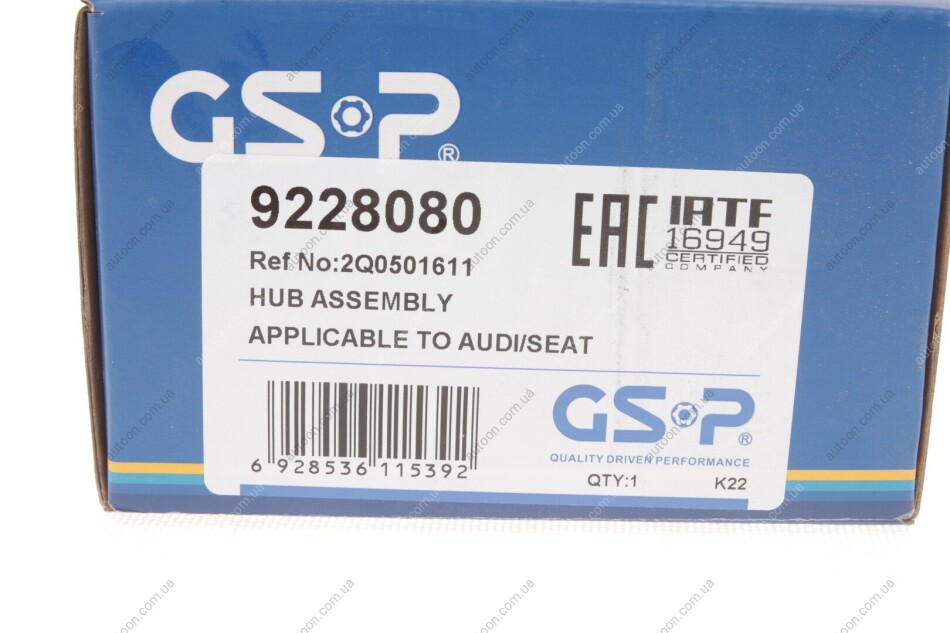 GSP®
9228080
EAC
IATF
16949
CERTIFIED
COMPANY
Ref No:2Q0501611
HUB ASSEMBLY
APPLICABLE TO AUDI/SEAT
6 928536 115392
GSP®
QUALITY DRIVEN PERFORMANCE
QTY:1
K22
autoon.com.ua